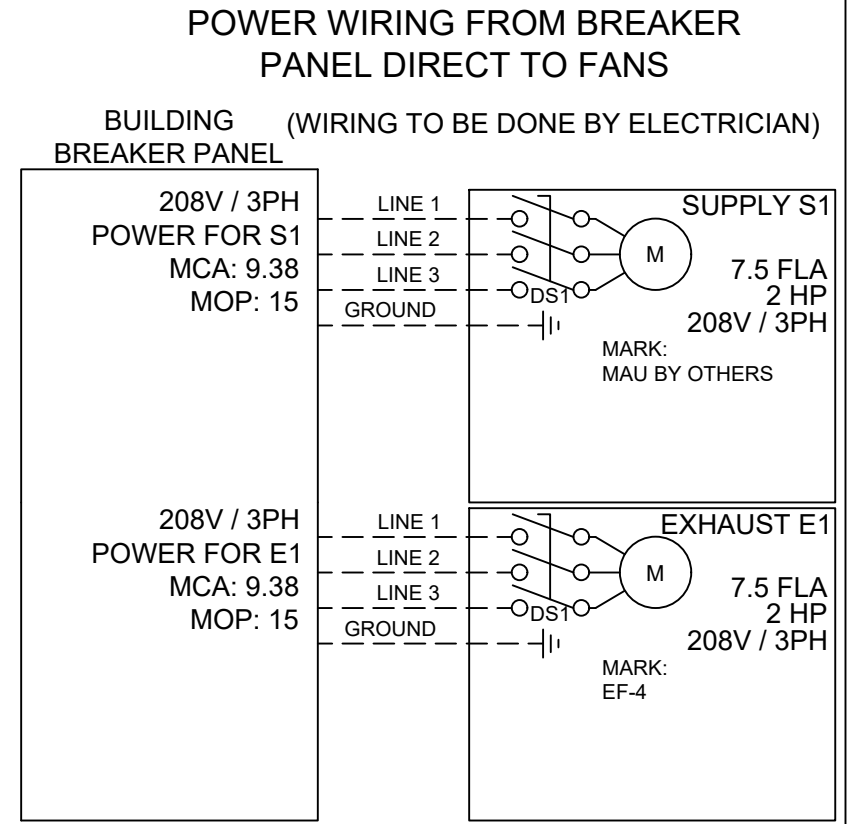 POWER WIRING FROM BREAKER
PANEL DIRECT TO FANS
BUILDING
BREAKER PANEL
(WIRING TO BE DONE BY ELECTRICIAN)
208V / 3PH
POWER FOR S1
MCA: 9.38
MOP: 15
LINE 1
LINE 2
LINE 3
GROUND
DS1
M
SUPPLY S1
7.5 FLA
2 HP
208V / 3PH
MARK:
MAU BY OTHERS
208V / 3PH
POWER FOR E1
MCA: 9.38
MOP: 15
LINE 1
LINE 2
LINE 3
GROUND
DS1
M
EXHAUST E1
7.5 FLA
2 HP
208V / 3PH
MARK:
EF-4